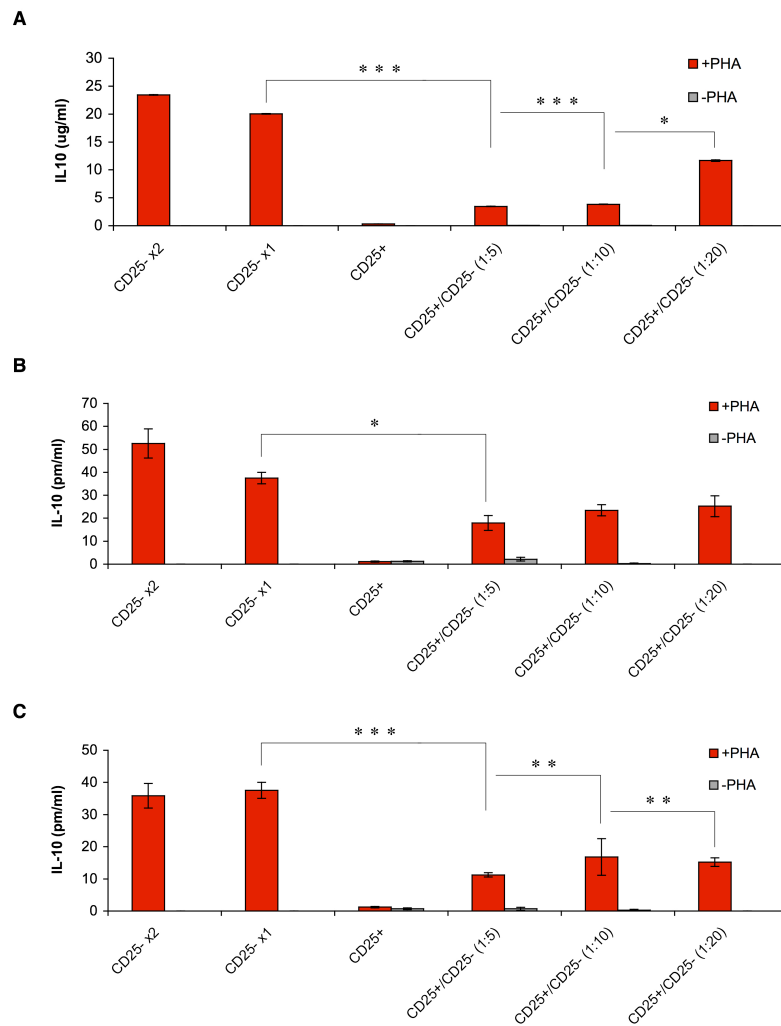 A
30
25
20
15
10
5
0
IL10 (ug/ml)
+PHA
-PHA
* * *
* * *
*
CD25- x2
CD25- x1
CD25+
CD25+/CD25- (1:5)
CD25+/CD25- (1:10)
CD25+/CD25- (1:20)
B
70
60
50
40
30
20
10
0
IL-10 (pm/ml)
+PHA
-PHA
*
CD25- x2
CD25- x1
CD25+
CD25+/CD25- (1:5)
CD25+/CD25- (1:10)
CD25+/CD25- (1:20)
C
50
40
30
20
10
0
IL-10 (pm/ml)
+PHA
-PHA
* * *
* *
* *
CD25- x2
CD25- x1
CD25+
CD25+/CD25- (1:5)
CD25+/CD25- (1:10)
CD25+/CD25- (1:20)